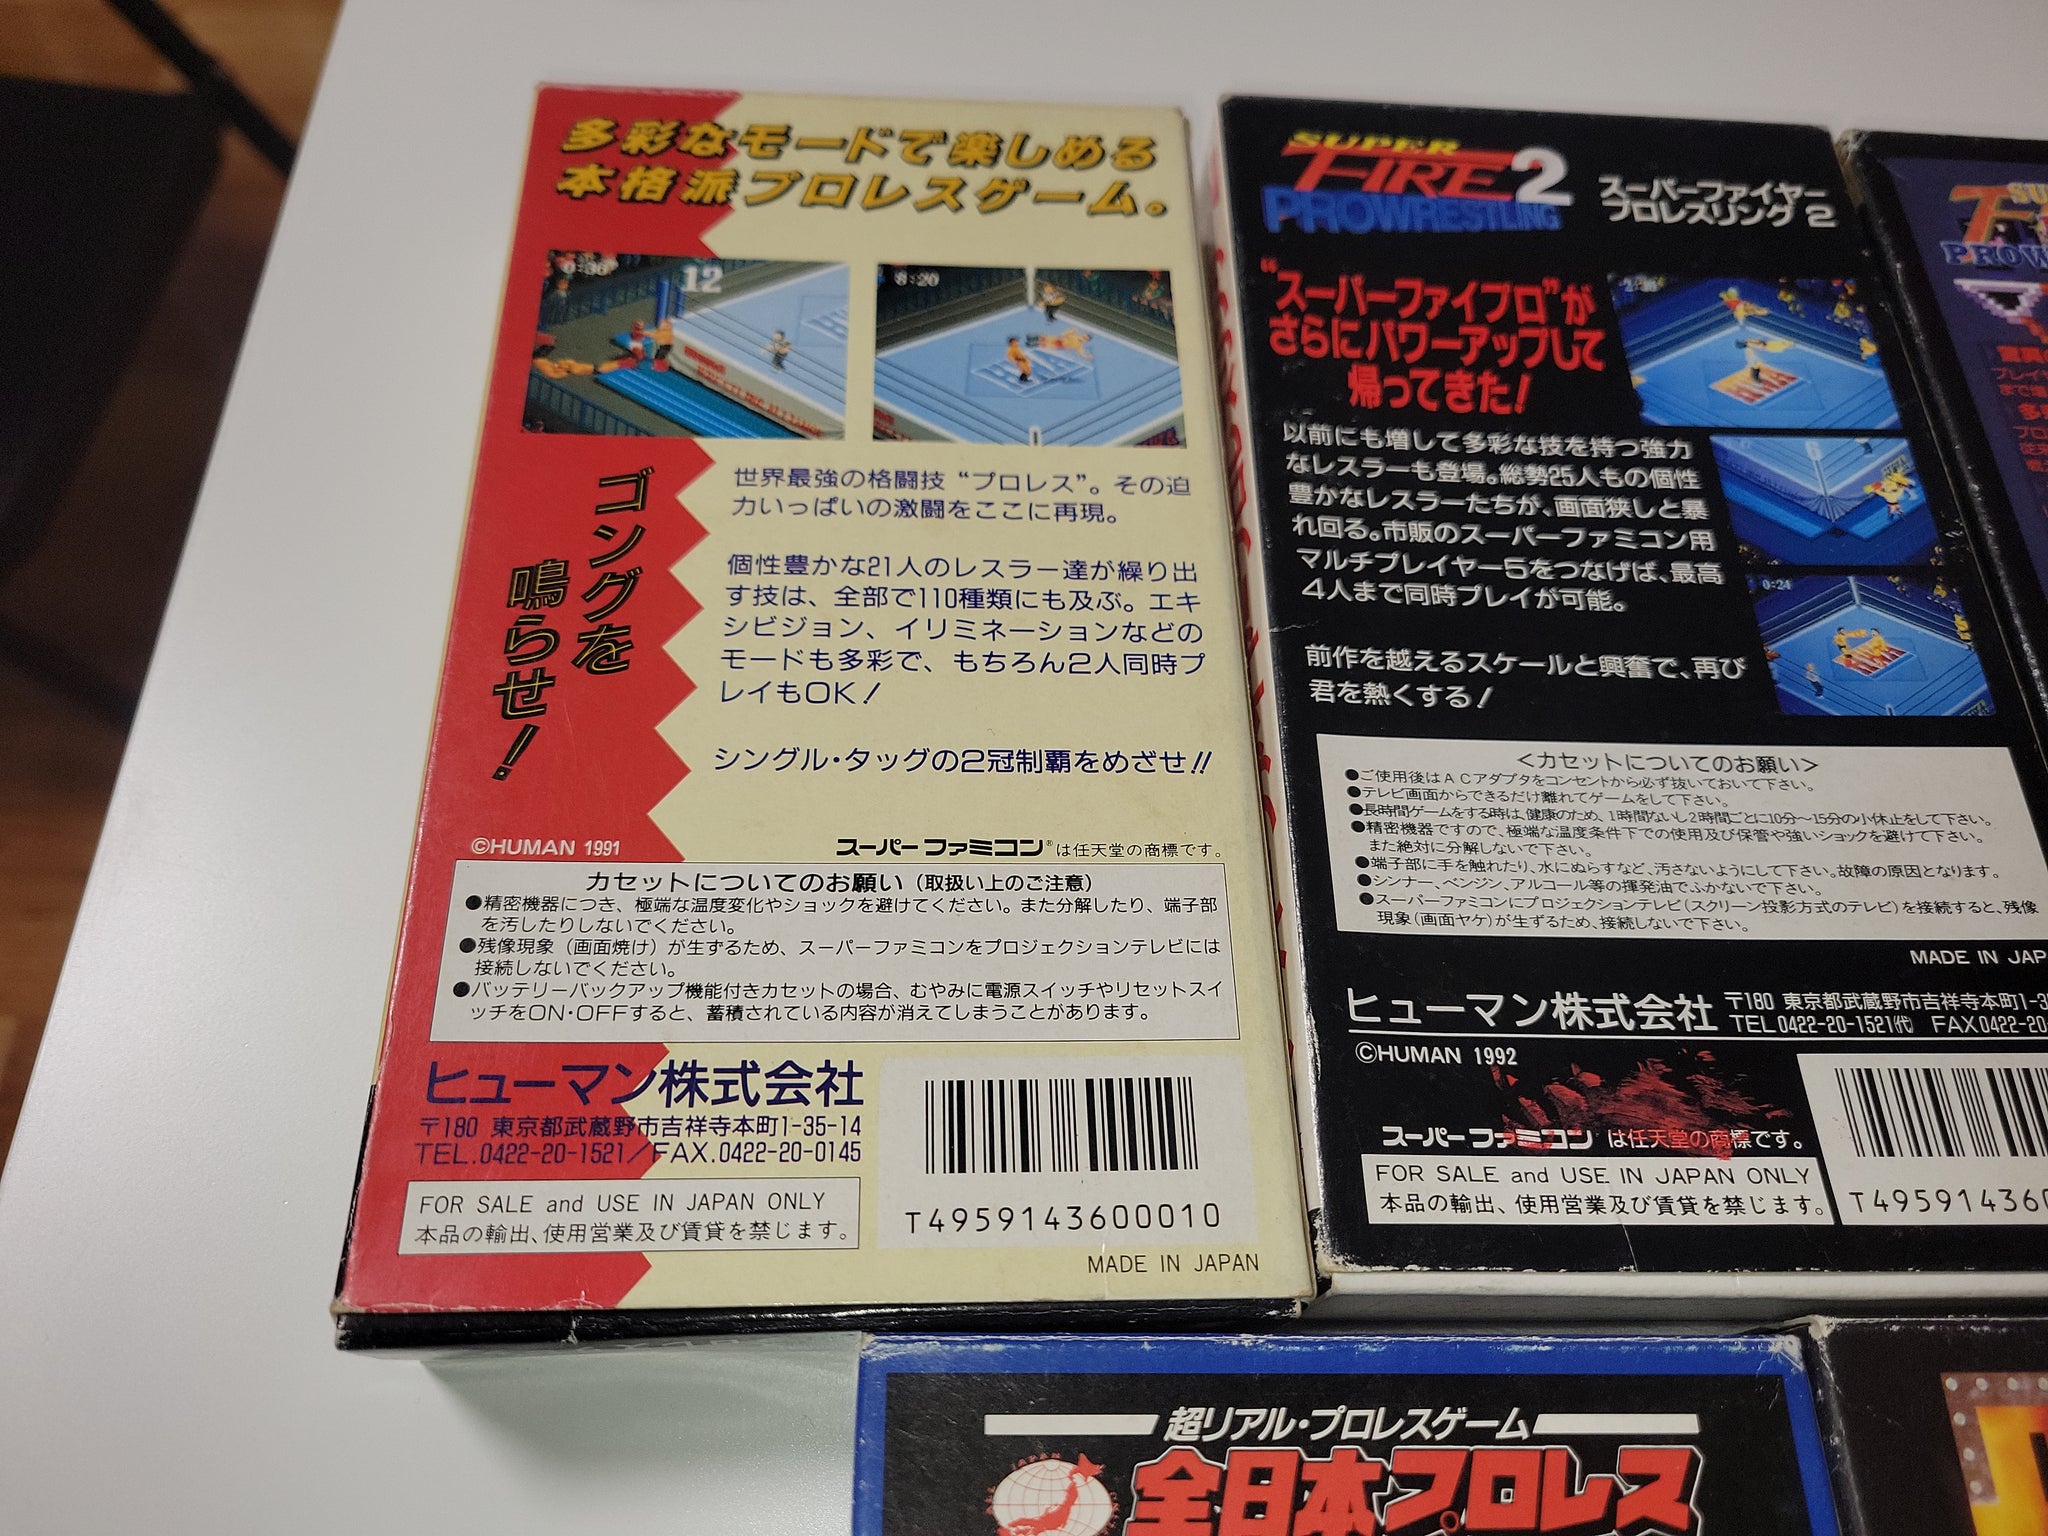 多彩なモードで楽しめる
本格派プロレスゲーム。
0:30
12
8:20
ゴングを
鳴らせ!
世界最強の格闘技 “プロレス”。その迫
力いっぱいの激闘をここに再現。
個性豊かな21人のレスラー達が繰り出
す技は、全部で110種類にも及ぶ。エキ
シビジョン、イリミネーションなどの
モードも多彩で、もちろん2人同時プ
レイもOK!
シングル・タッグの2冠制覇をめざせ!!
©HUMAN 1991
スーパーファミコン®は任天堂の商標です。
カセットについてのお願い(取扱い上のご注意)
●精密機器につき、極端な温度変化やショックを避けてください。また分解したり、端子部
を汚したりしないでください。
●残像現象(画面焼け)が生ずるため、スーパーファミコンをプロジェクションテレビには
接続しないでください。
●バッテリーバックアップ機能付きカセットの場合、むやみに電源スイッチやリセットスイ
ッチをON・OFFすると、蓄積されている内容が消えてしまうことがあります。
ヒューマン株式会社
〒180 東京都武蔵野市吉祥寺本町1-35-14
TEL.0422-20-1521/FAX.0422-20-0145
FOR SALE and USE IN JAPAN ONLY
本品の輸出、使用営業及び賃貸を禁じます。
T4959143600010
MADE IN JAPAN
SUPER
FIRE 2
PROWRESTLING
スーパーファイヤー
プロレスリング 2
“スーパーファイプロ”が
さらにパワーアップして
帰ってきた!
以前にも増して多彩な技を持つ強力
なレスラーも登場。総勢25人もの個性
豊かなレスラーたちが、画面狭しと暴
れ回る。市販のスーパーファミコン用
マルチプレイヤー5をつなげば、最高
4人まで同時プレイが可能。
前作を越えるスケールと興奮で、再び
君を熱くする!
0:24
<カセットについてのお願い>
●ご使用後はACアダプタをコンセントから必ず抜いておいて下さい。
●テレビ画面からできるだけ離れてゲームをして下さい。
●長時間ゲームをする時は、健康のため、1時間ないし2時間ごとに10分〜15分の小休止をして下さい。
●精密機器ですので、極端な温度条件下での使用及び保管や強いショックを避けて下さい。
また絶対に分解しないで下さい。
●端子部に手を触れたり、水にぬらすなど、汚さないようにして下さい。故障の原因となります。
●シンナー、ベンジン、アルコール等の揮発油でふかないで下さい。
●スーパーファミコンにプロジェクションテレビ(スクリーン投影方式のテレビ)を接続すると、残像
現象(画面ヤケ)が生ずるため、接続しないで下さい。
MADE IN JAP
ヒューマン株式会社
〒180 東京都武蔵野市吉祥寺本町1-3
TEL0422-20-1521代 FAX0422-20
©HUMAN 1992
スーパーファミコン は任天堂の商標です。
FOR SALE and USE IN JAPAN ONLY
本品の輸出、使用営業及び賃貸を禁じます。
T49591436
超リアル・プロレスゲーム
全日本プロレス
JAPAN